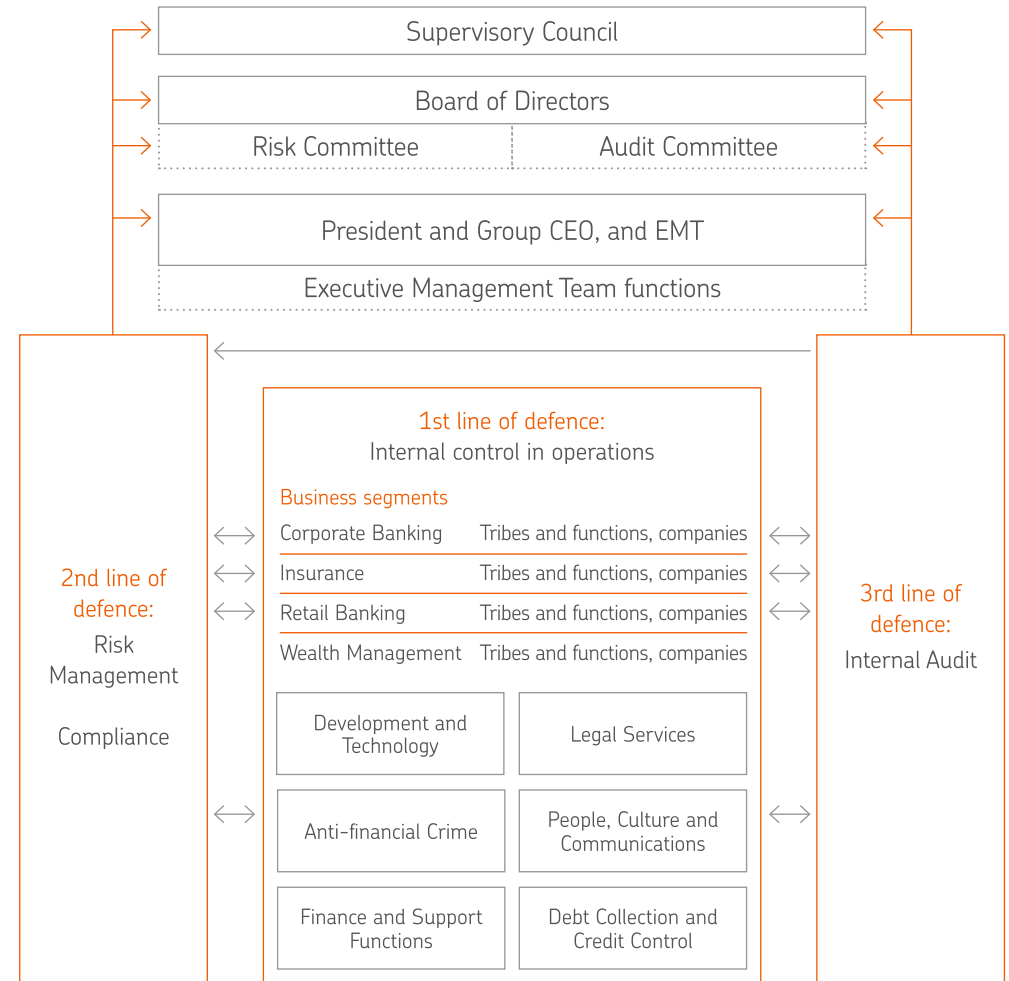 Supervisory Council
Board of Directors
Risk Committee
Audit Committee
President and Group CEO, and EMT
Executive Management Team functions
1st line of defence:
Internal control in operations
Business segments
Corporate Banking Tribes and functions, companies
Insurance Tribes and functions, companies
Retail Banking Tribes and functions, companies
Wealth Management Tribes and functions, companies
Development and
Technology
Legal Services
Anti-financial Crime
People, Culture and
Communications
Finance and Support
Functions
Debt Collection and
Credit Control
2nd line of
defence:
Risk
Management
Compliance
3rd line of
defence:
Internal Audit